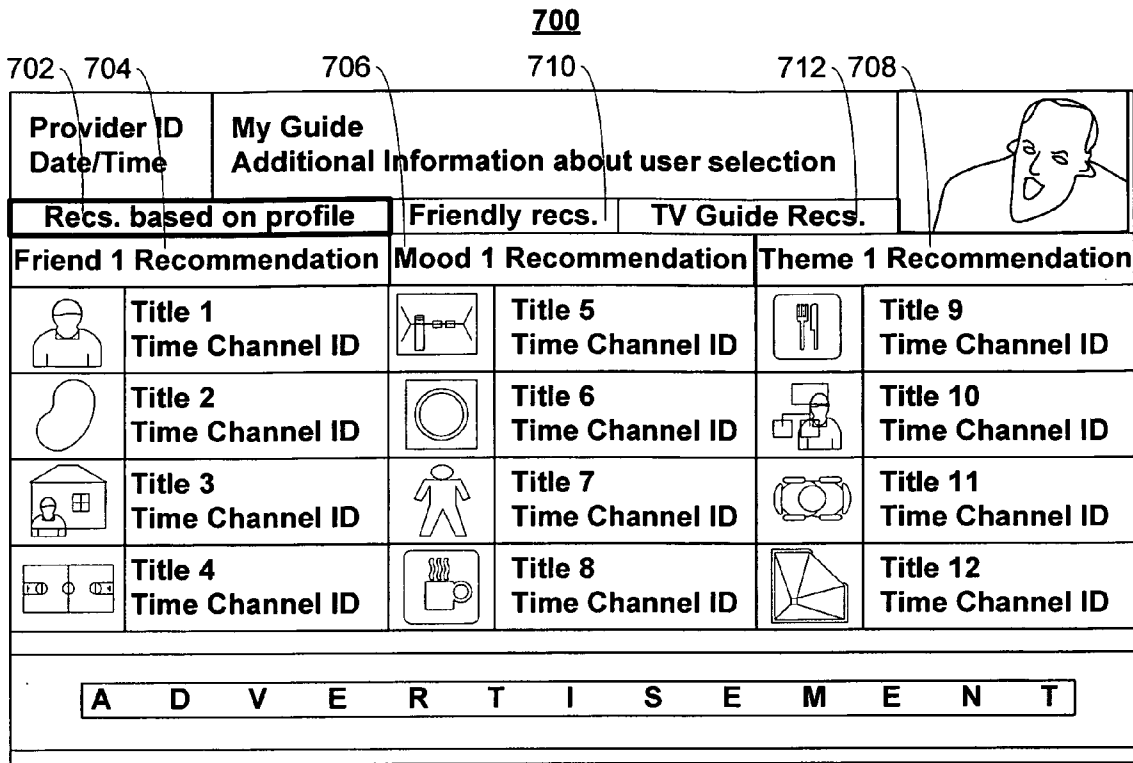 700
702 704 706 710 712 708
Provider ID
Date/Time
My Guide
Additional Information about user selection
Recs. based on profile Friendly recs. TV Guide Recs.
Friend 1 Recommendation Mood 1 Recommendation Theme 1 Recommendation
Title 1
Time Channel ID
Title 5
Time Channel ID
Title 9
Time Channel ID
Title 2
Time Channel ID
Title 6
Time Channel ID
Title 10
Time Channel ID
Title 3
Time Channel ID
Title 7
Time Channel ID
Title 11
Time Channel ID
Title 4
Time Channel ID
Title 8
Time Channel ID
Title 12
Time Channel ID
A D V E R T I S E M E N T